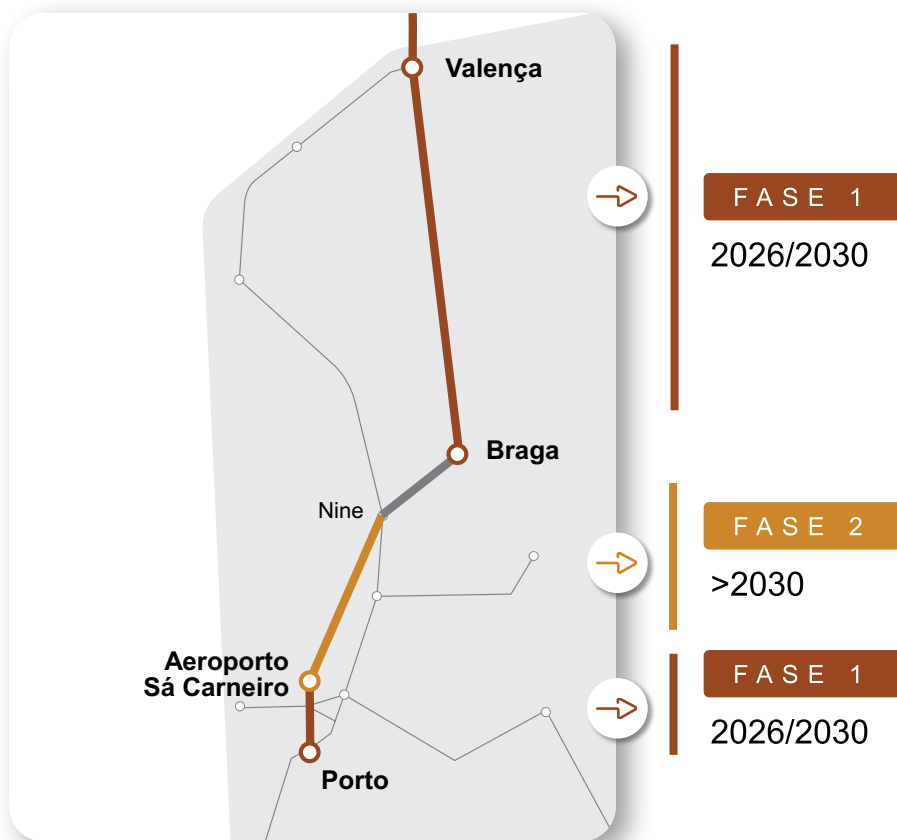 Valença
FASE 1
2026/2030
Braga
Nine
FASE 2
>2030
Aeroporto
Sá Carneiro
FASE 1
2026/2030
Porto